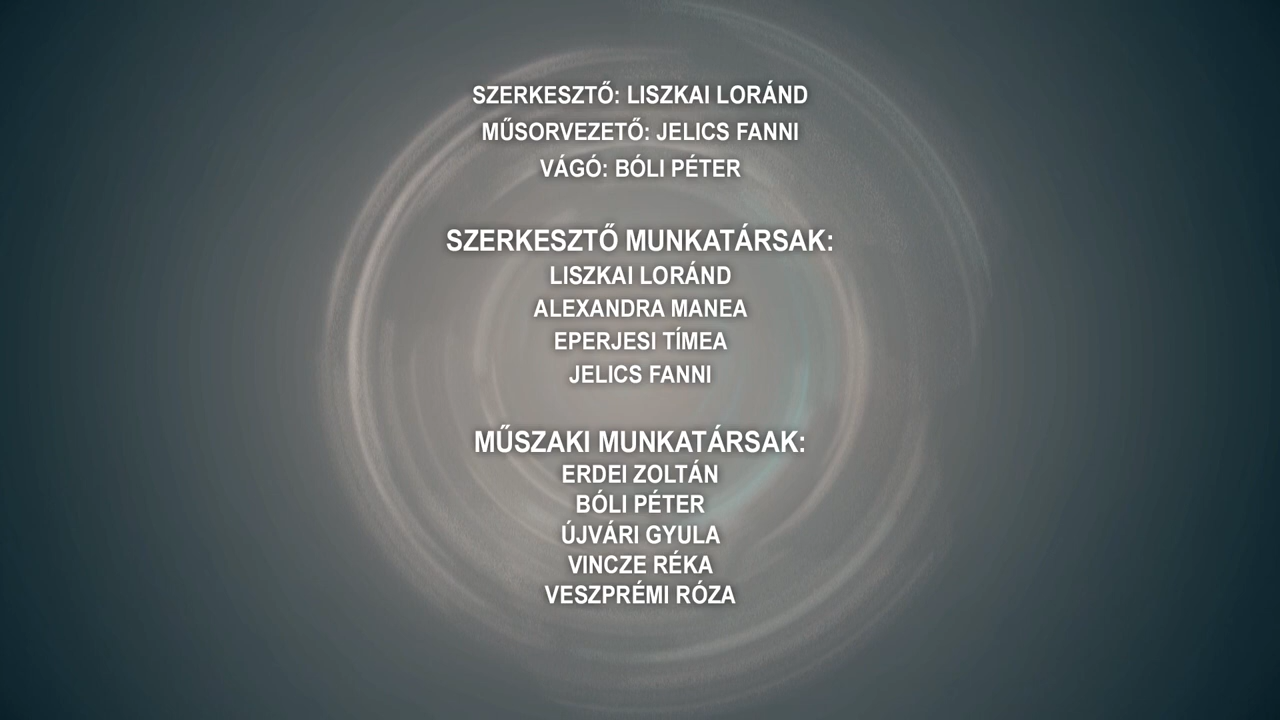 SZERKESZTŐ: LISZKAI LORÁND
MŰSORVEZETŐ: JELICS FANNI
VÁGÓ: BÓLI PÉTER
SZERKESZTŐ MUNKATÁRSAK:
LISZKAI LORÁND
ALEXANDRA MANEA
EPERJESI TÍMEA
JELICS FANNI
MŰSZAKI MUNKATÁRSAK:
ERDEI ZOLTÁN
BÓLI PÉTER
ÚJVÁRI GYULA
VINCZE RÉKA
VESZPRÉMI RÓZA